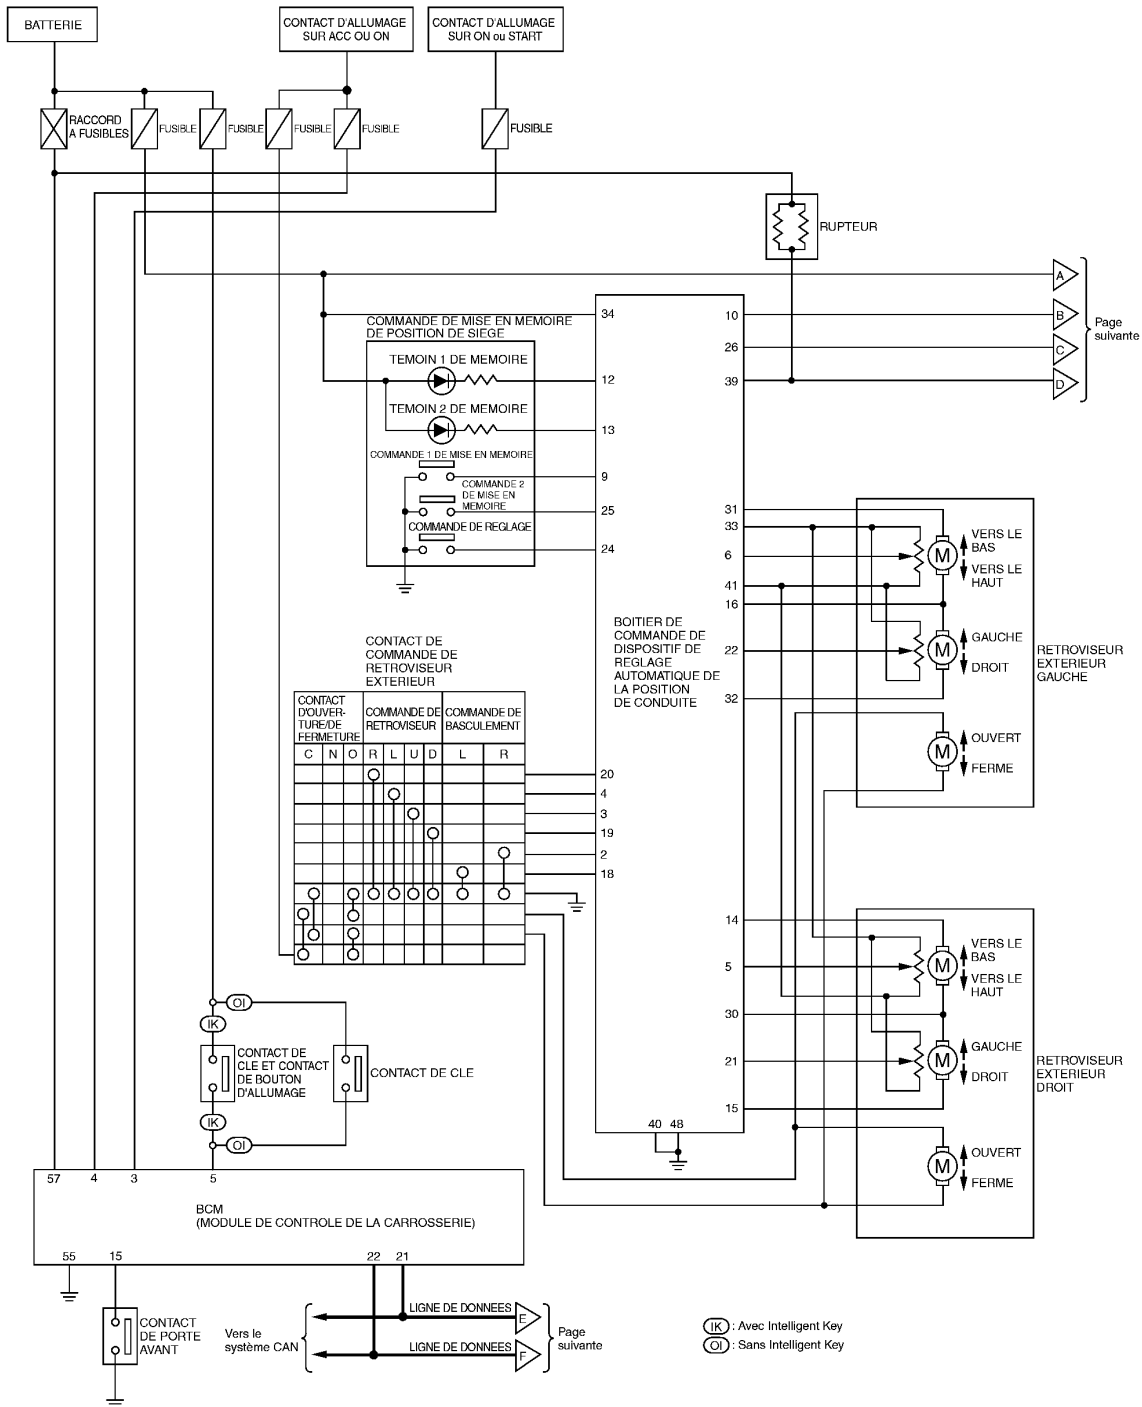 BATTERIE
CONTACT D'ALLUMAGE
SUR ACC OU ON
CONTACT D'ALLUMAGE
SUR ON ou START
RACCORD
A FUSIBLES
FUSIBLE
FUSIBLE
FUSIBLE
FUSIBLE
FUSIBLE
RUPTEUR
A
B
C
D
Page
suivante
COMMANDE DE MISE EN MEMOIRE
DE POSITION DE SIEGE
TEMOIN 1 DE MEMOIRE
TEMOIN 2 DE MEMOIRE
COMMANDE 1 DE MISE EN MEMOIRE
COMMANDE 2
DE MISE EN
MEMOIRE
COMMANDE DE REGLAGE
34
12
13
9
25
24
10
26
39
31
33
6
41
16
22
32
BOITIER DE
COMMANDE DE
DISPOSITIF DE
REGLAGE
AUTOMATIQUE DE
LA POSITION
DE CONDUITE
M
VERS LE
BAS
VERS LE
HAUT
M
GAUCHE
DROIT
M
OUVERT
FERME
RETROVISEUR
EXTERIEUR
GAUCHE
CONTACT DE
COMMANDE DE
RETROVISEUR
EXTERIEUR
CONTACT
D'OUVER-
TURE/DE
FERMETURE
COMMANDE DE
RETROVISEUR
COMMANDE DE
BASCULEMENT
C N O R L U D L R
20
4
3
19
2
18
14
5
30
21
15
40 48
M
VERS LE
BAS
VERS LE
HAUT
M
GAUCHE
DROIT
M
OUVERT
FERME
RETROVISEUR
EXTERIEUR
DROIT
OI
IK
CONTACT DE
CLE ET CONTACT
DE BOUTON
D'ALLUMAGE
CONTACT DE CLE
IK
OI
57 4 3 5
BCM
(MODULE DE CONTROLE DE LA CARROSSERIE)
55 15 22 21
CONTACT
DE PORTE
AVANT
Vers le
système CAN
LIGNE DE DONNEES
E
LIGNE DE DONNEES
F
Page
suivante
IK : Avec Intelligent Key
OI : Sans Intelligent Key